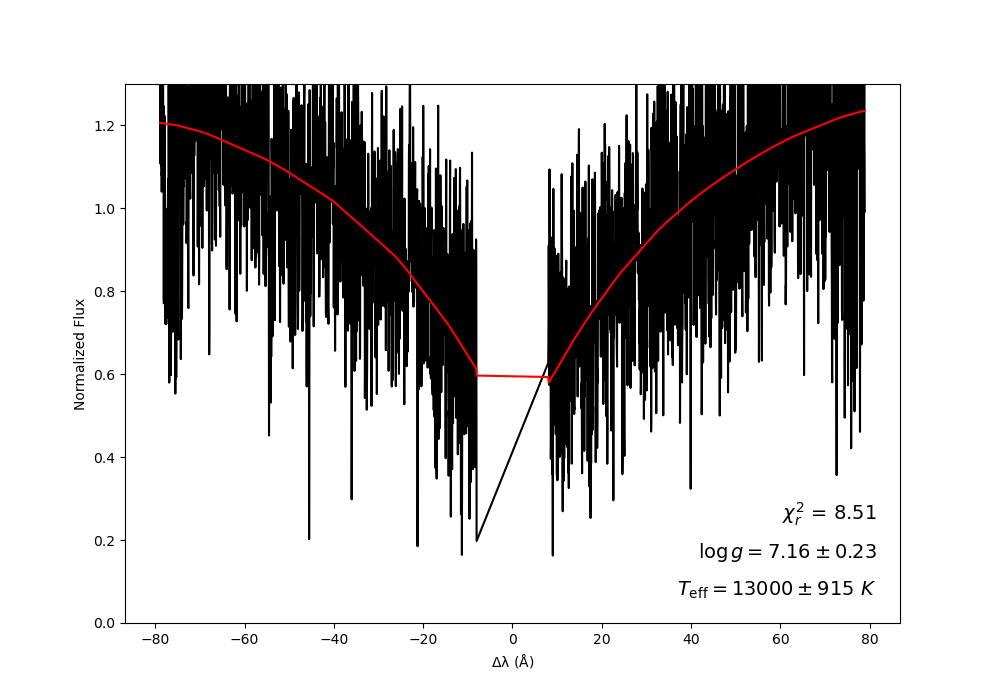 1.2
1.0
0.8
0.6
0.4
0.2
0.0
Normalized Flux
χ²ᵣ = 8.51
log g = 7.16 ± 0.23
T_eff = 13000 ± 915 K
−80 −60 −40 −20 0 20 40 60 80
Δλ (Å)